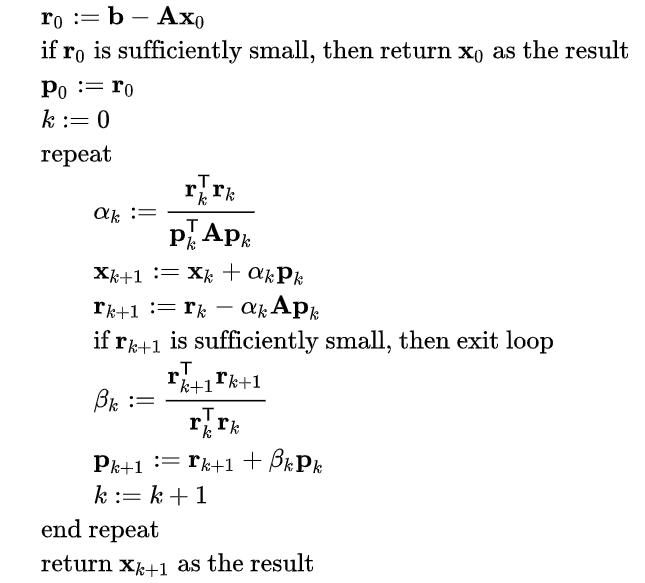 r₀ := b − Ax₀
if r₀ is sufficiently small, then return x₀ as the result
p₀ := r₀
k := 0
repeat
αₖ := rₖᵀrₖ / pₖᵀApₖ
xₖ₊₁ := xₖ + αₖpₖ
rₖ₊₁ := rₖ − αₖApₖ
if rₖ₊₁ is sufficiently small, then exit loop
βₖ := rₖ₊₁ᵀrₖ₊₁ / rₖᵀrₖ
pₖ₊₁ := rₖ₊₁ + βₖpₖ
k := k + 1
end repeat
return xₖ₊₁ as the result